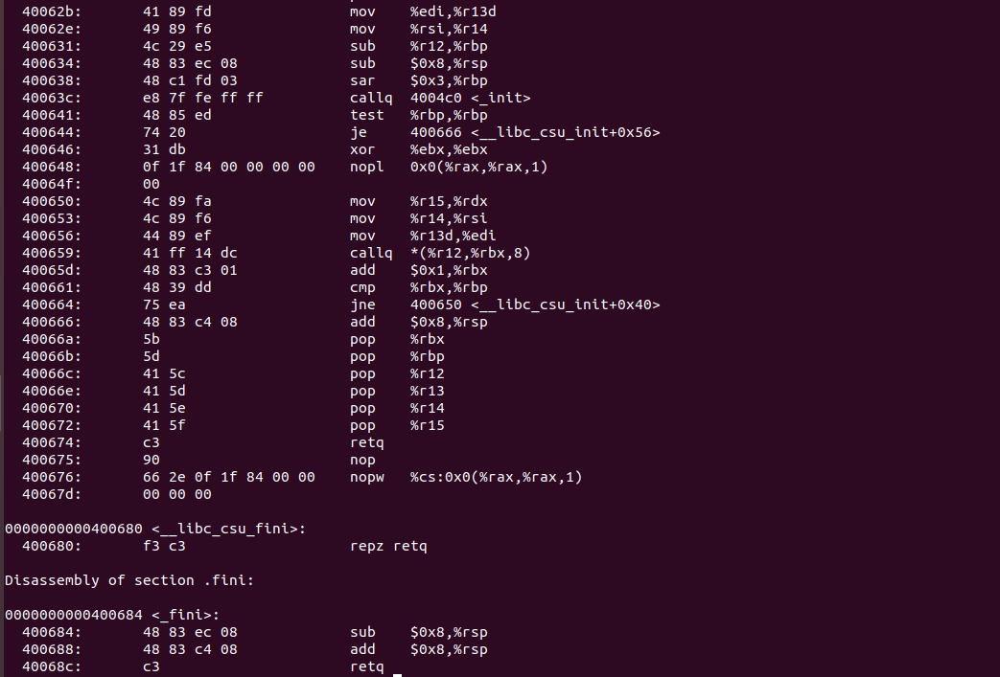 40062b: 41 89 fd mov %edi,%r13d
40062e: 49 89 f6 mov %rsi,%r14
400631: 4c 29 e5 sub %r12,%rbp
400634: 48 83 ec 08 sub $0x8,%rsp
400638: 48 c1 fd 03 sar $0x3,%rbp
40063c: e8 7f fe ff ff callq 4004c0 <_init>
400641: 48 85 ed test %rbp,%rbp
400644: 74 20 je 400666 <__libc_csu_init+0x56>
400646: 31 db xor %ebx,%ebx
400648: 0f 1f 84 00 00 00 00 nopl 0x0(%rax,%rax,1)
40064f: 00
400650: 4c 89 fa mov %r15,%rdx
400653: 4c 89 f6 mov %r14,%rsi
400656: 44 89 ef mov %r13d,%edi
400659: 41 ff 14 dc callq *(%r12,%rbx,8)
40065d: 48 83 c3 01 add $0x1,%rbx
400661: 48 39 dd cmp %rbx,%rbp
400664: 75 ea jne 400650 <__libc_csu_init+0x40>
400666: 48 83 c4 08 add $0x8,%rsp
40066a: 5b pop %rbx
40066b: 5d pop %rbp
40066c: 41 5c pop %r12
40066e: 41 5d pop %r13
400670: 41 5e pop %r14
400672: 41 5f pop %r15
400674: c3 retq
400675: 90 nop
400676: 66 2e 0f 1f 84 00 00 nopw %cs:0x0(%rax,%rax,1)
40067d: 00 00 00
0000000000400680 <__libc_csu_fini>:
400680: f3 c3 repz retq
Disassembly of section .fini:
0000000000400684 <_fini>:
400684: 48 83 ec 08 sub $0x8,%rsp
400688: 48 83 c4 08 add $0x8,%rsp
40068c: c3 retq